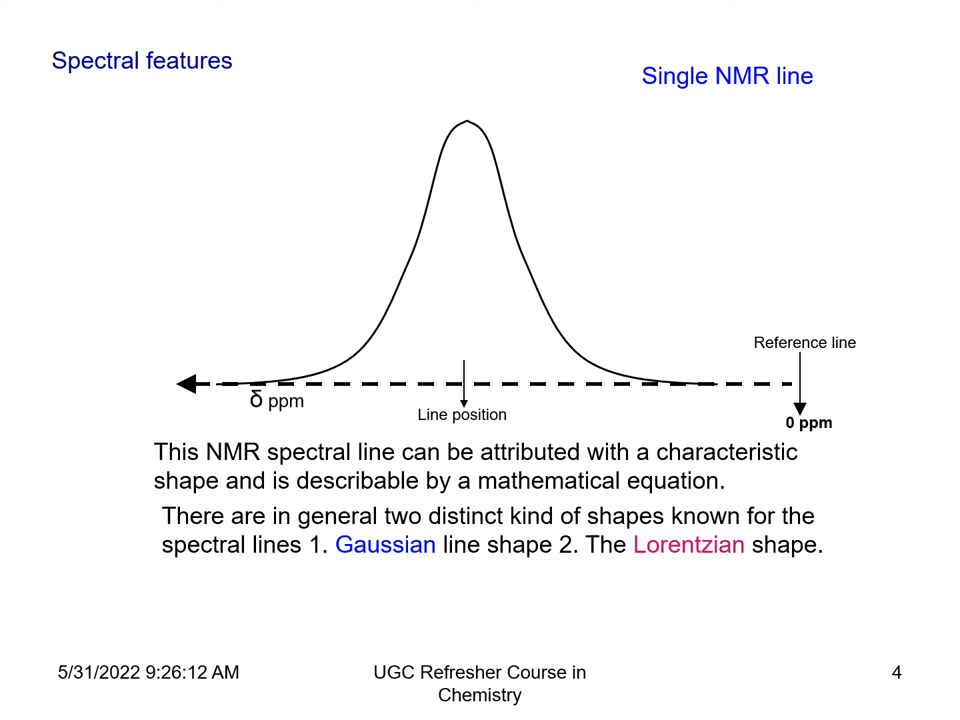 Spectral features
Single NMR line
Reference line
δ ppm
Line position
0 ppm
This NMR spectral line can be attributed with a characteristic
shape and is describable by a mathematical equation.
There are in general two distinct kind of shapes known for the
spectral lines 1. Gaussian line shape 2. The Lorentzian shape.
5/31/2022 9:26:12 AM
UGC Refresher Course in
Chemistry
4